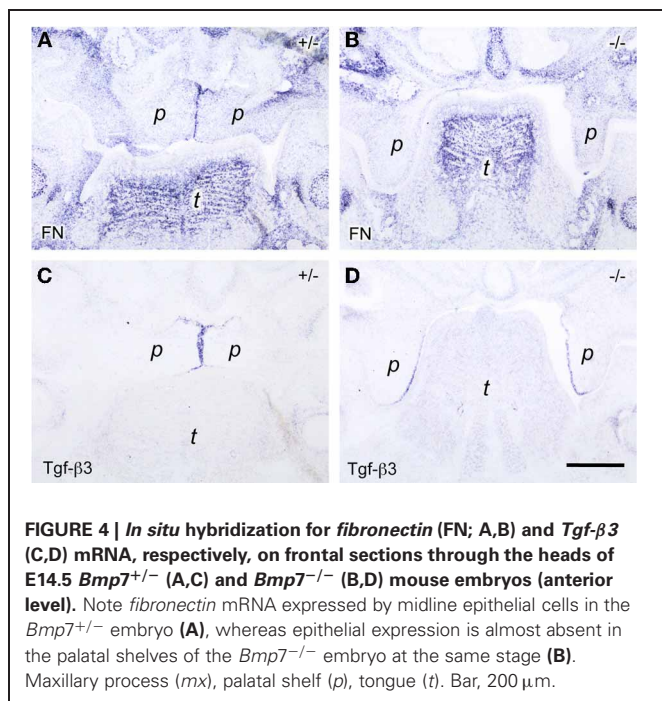 A
+/-
p
p
t
FN
B
-/-
p
p
t
FN
C
+/-
p
p
t
Tgf-β3
D
-/-
p
p
t
Tgf-β3
FIGURE 4 | In situ hybridization for fibronectin (FN; A,B) and Tgf-β3
(C,D) mRNA, respectively, on frontal sections through the heads of
E14.5 Bmp7+/− (A,C) and Bmp7−/− (B,D) mouse embryos (anterior
level). Note fibronectin mRNA expressed by midline epithelial cells in the
Bmp7+/− embryo (A), whereas epithelial expression is almost absent in
the palatal shelves of the Bmp7−/− embryo at the same stage (B).
Maxillary process (mx), palatal shelf (p), tongue (t). Bar, 200 μm.